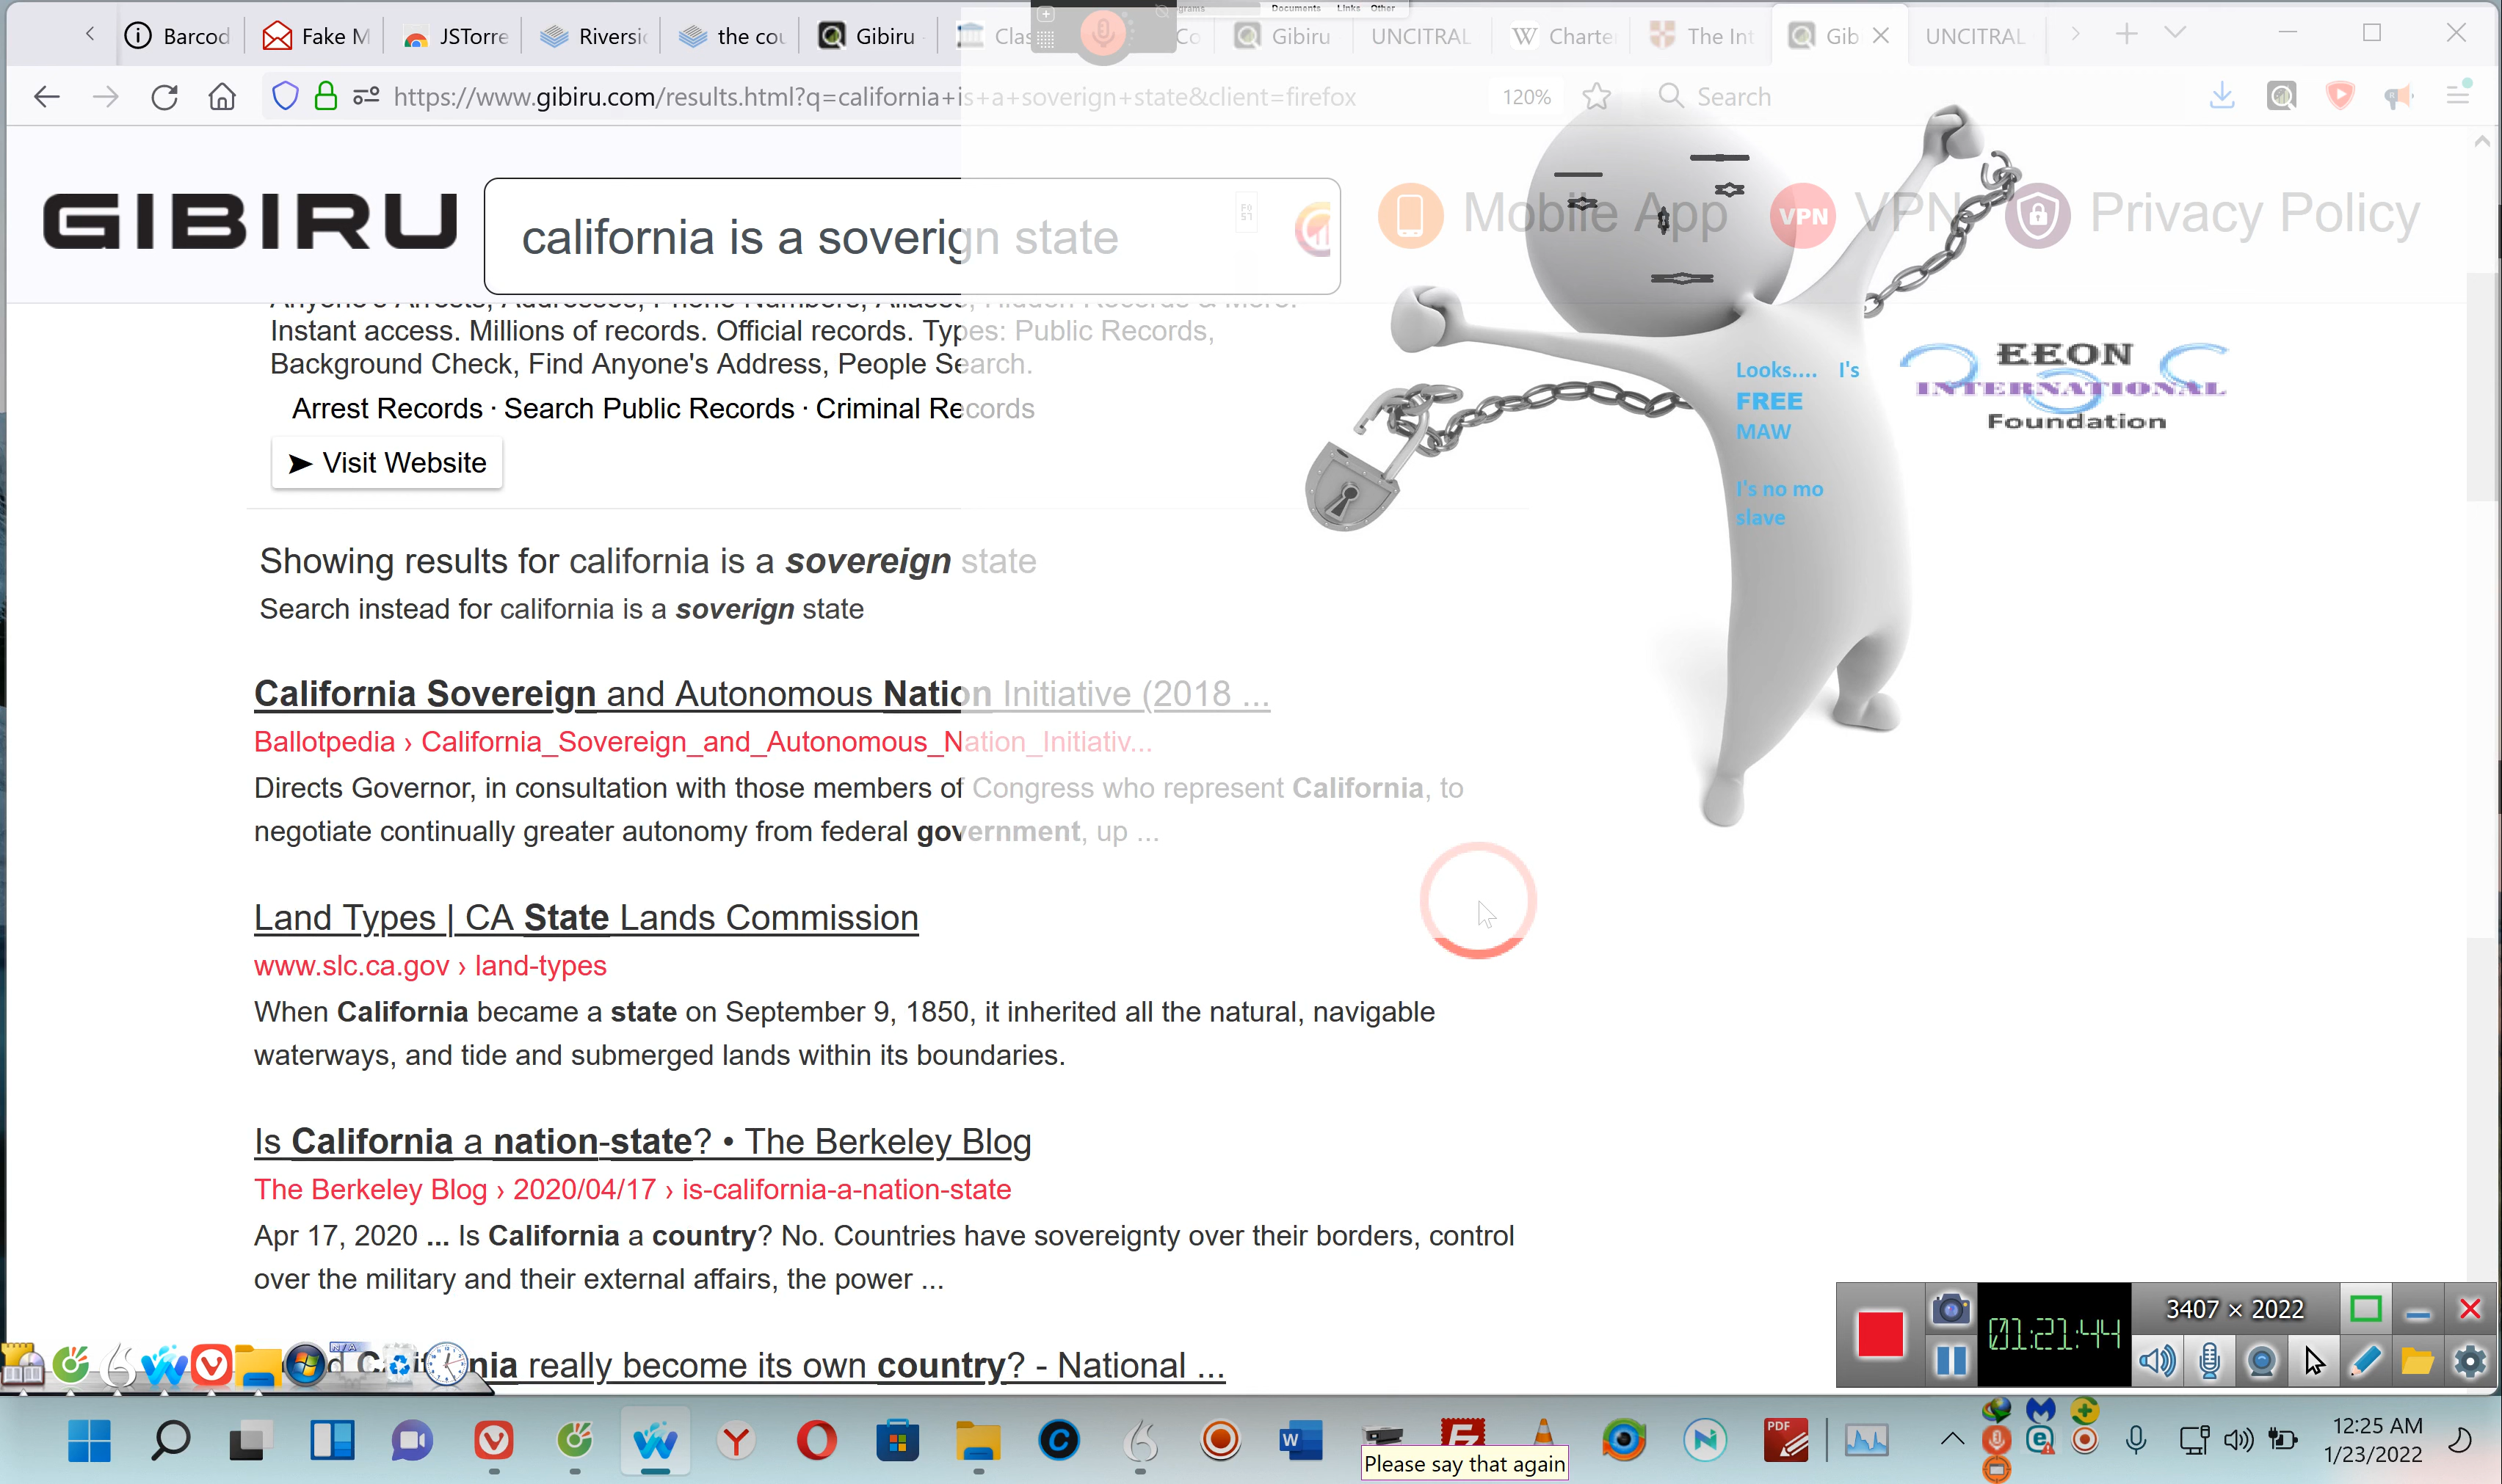 Barcod
Fake M
JSTorre
Riversi
the cou
Gibiru
Clas
Co
Gibiru
UNCITRAL
Charte
The Int
Gib
UNCITRAL
Documents Links Other
https://www.gibiru.com/results.html?q=california+is+a+soverign+state&client=firefox
120%
Search
GIBIRU
california is a soverign state
Mobile App
VPN
VPN
Privacy Policy
Instant access. Millions of records. Official records. Types: Public Records,
Background Check, Find Anyone's Address, People Search.
Arrest Records · Search Public Records · Criminal Records
➤ Visit Website
Looks.... I's
FREE
MAW
I's no mo
slave
EEON
INTERNATIONAL
Foundation
Showing results for california is a sovereign state
Search instead for california is a soverign state
California Sovereign and Autonomous Nation Initiative (2018 ...
Ballotpedia › California_Sovereign_and_Autonomous_Nation_Initiativ...
Directs Governor, in consultation with those members of Congress who represent California, to
negotiate continually greater autonomy from federal government, up ...
Land Types | CA State Lands Commission
www.slc.ca.gov › land-types
When California became a state on September 9, 1850, it inherited all the natural, navigable
waterways, and tide and submerged lands within its boundaries.
Is California a nation-state? • The Berkeley Blog
The Berkeley Blog › 2020/04/17 › is-california-a-nation-state
Apr 17, 2020 ... Is California a country? No. Countries have sovereignty over their borders, control
over the military and their external affairs, the power ...
really become its own country? - National ...
01:21:44
3407 × 2022
Please say that again
PDF
12:25 AM
1/23/2022